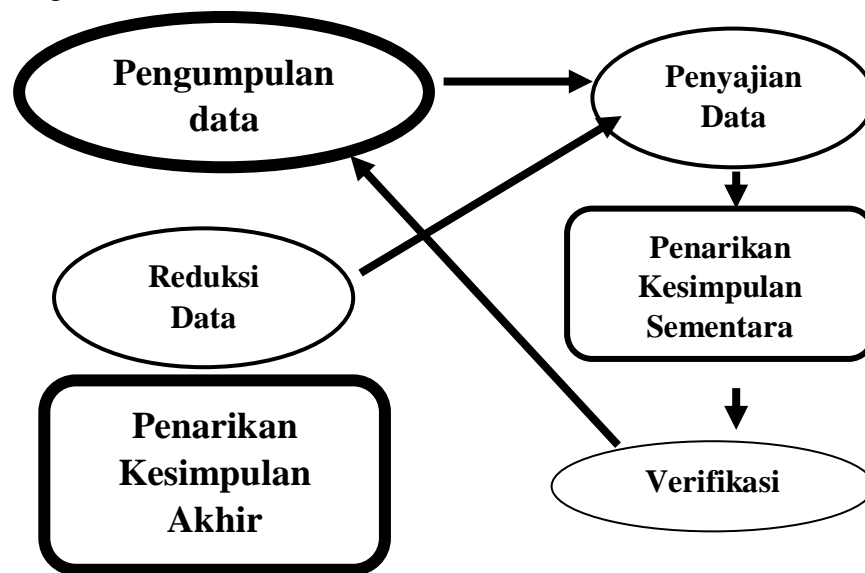 Pengumpulan
data
Penyajian
Data
Reduksi
Data
Penarikan
Kesimpulan
Sementara
Penarikan
Kesimpulan
Akhir
Verifikasi